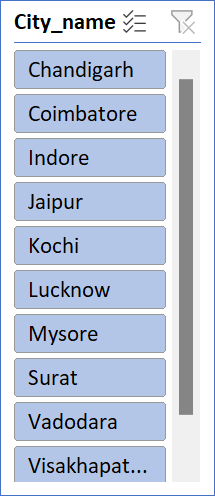 City_name
Chandigarh
Coimbatore
Indore
Jaipur
Kochi
Lucknow
Mysore
Surat
Vadodara
Visakhapat...